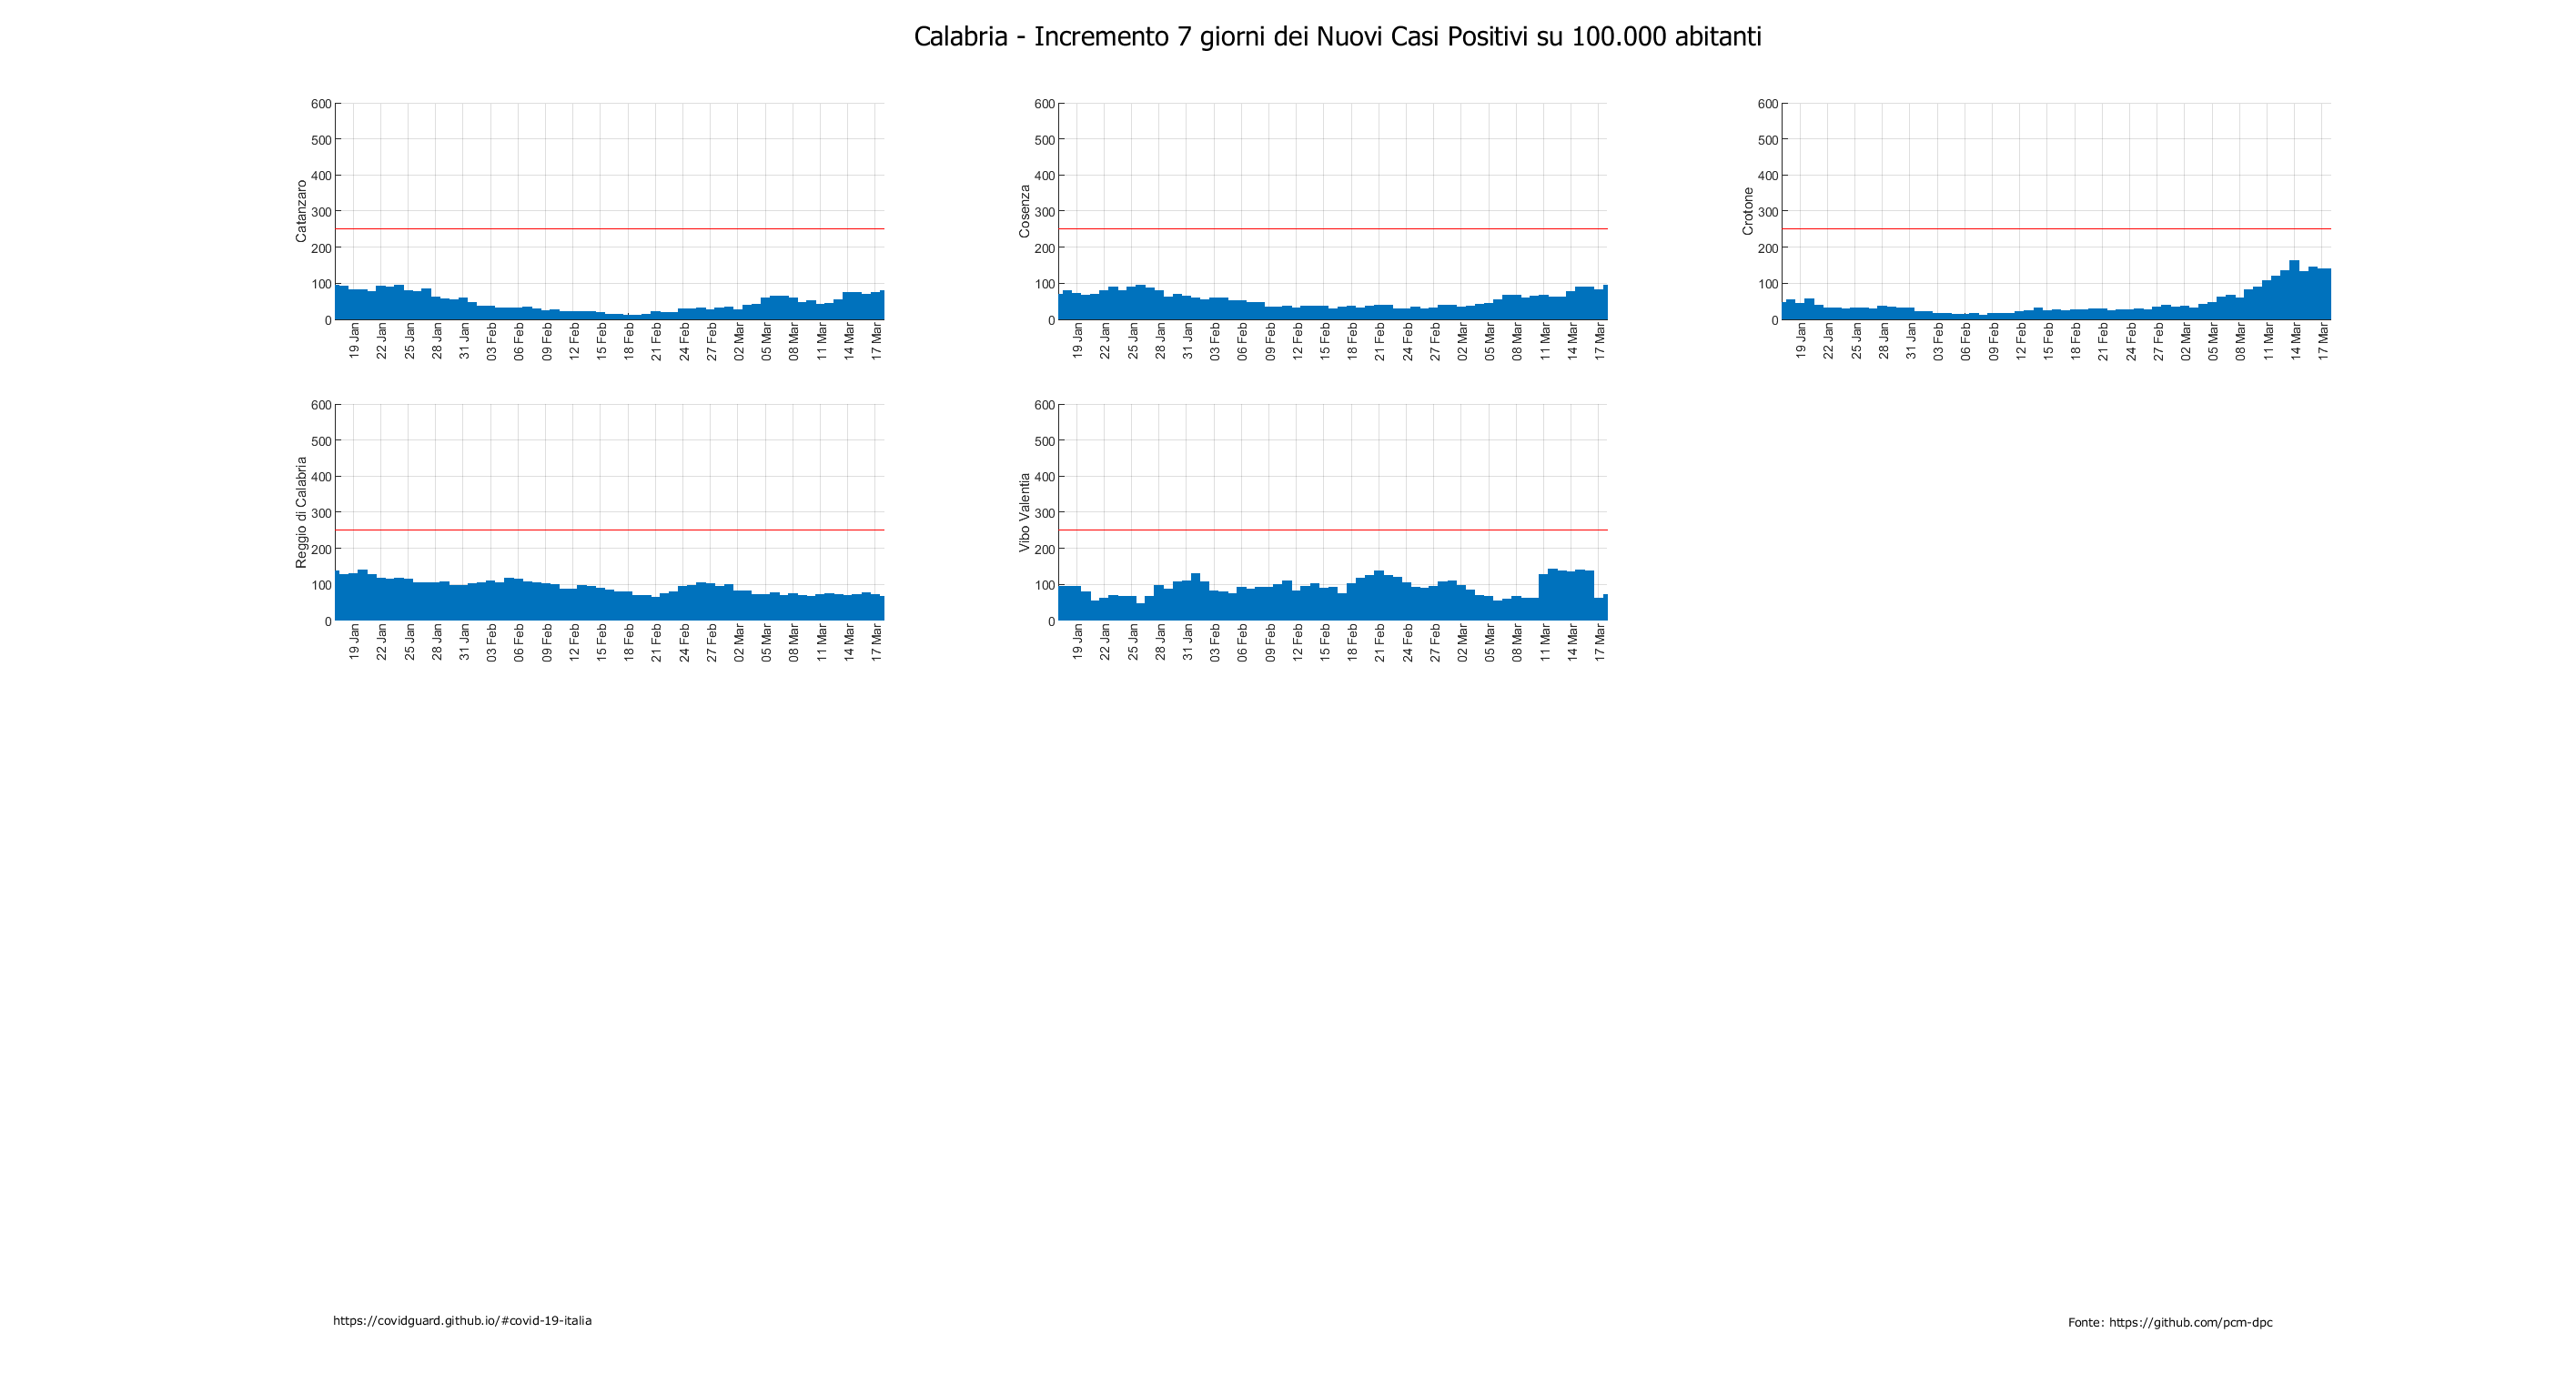 Calabria - Incremento 7 giorni dei Nuovi Casi Positivi su 100.000 abitanti
Catanzaro
600
500
400
300
200
100
0
19 Jan 22 Jan 25 Jan 28 Jan 31 Jan 03 Feb 06 Feb 09 Feb 12 Feb 15 Feb 18 Feb 21 Feb 24 Feb 27 Feb 02 Mar 05 Mar 08 Mar 11 Mar 14 Mar 17 Mar
Cosenza
600
500
400
300
200
100
0
19 Jan 22 Jan 25 Jan 28 Jan 31 Jan 03 Feb 06 Feb 09 Feb 12 Feb 15 Feb 18 Feb 21 Feb 24 Feb 27 Feb 02 Mar 05 Mar 08 Mar 11 Mar 14 Mar 17 Mar
Crotone
600
500
400
300
200
100
0
19 Jan 22 Jan 25 Jan 28 Jan 31 Jan 03 Feb 06 Feb 09 Feb 12 Feb 15 Feb 18 Feb 21 Feb 24 Feb 27 Feb 02 Mar 05 Mar 08 Mar 11 Mar 14 Mar 17 Mar
Reggio di Calabria
600
500
400
300
200
100
0
19 Jan 22 Jan 25 Jan 28 Jan 31 Jan 03 Feb 06 Feb 09 Feb 12 Feb 15 Feb 18 Feb 21 Feb 24 Feb 27 Feb 02 Mar 05 Mar 08 Mar 11 Mar 14 Mar 17 Mar
Vibo Valentia
600
500
400
300
200
100
0
19 Jan 22 Jan 25 Jan 28 Jan 31 Jan 03 Feb 06 Feb 09 Feb 12 Feb 15 Feb 18 Feb 21 Feb 24 Feb 27 Feb 02 Mar 05 Mar 08 Mar 11 Mar 14 Mar 17 Mar
https://covidguard.github.io/#covid-19-italia
Fonte: https://github.com/pcm-dpc